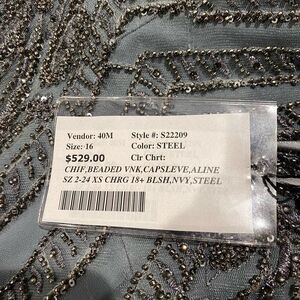 Vendor: 40M Style #: S22209
Size: 16 Color: STEEL
$529.00 Clr Chrt:
CHIF,BEADED VNK,CAPSLEVE,ALINE
SZ 2-24 XS CHRG 18+ BLSH,NVY,STEEL